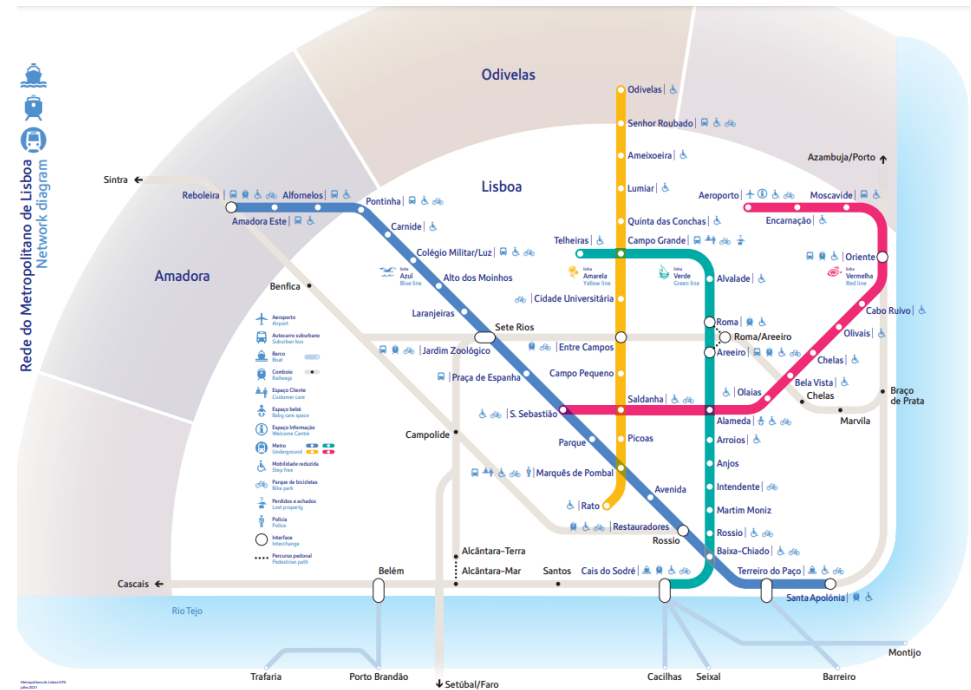 Rede do Metropolitano de Lisboa
Network diagram
Odivelas
Lisboa
Amadora
Sintra
Azambuja/Porto
Odivelas
Senhor Roubado
Ameixoeira
Lumiar
Quinta das Conchas
Campo Grande
Telheiras
Aeroporto
Moscavide
Encarnação
Oriente
Reboleira
Alfornelos
Amadora Este
Pontinha
Carnide
Colégio Militar/Luz
Alto dos Moinhos
Laranjeiras
linha
Azul
Blue line
linha
Amarela
Yellow line
linha
Verde
Green line
linha
Vermelha
Red line
Alvalade
Cidade Universitária
Roma
Roma/Areeiro
Areeiro
Cabo Ruivo
Olivais
Chelas
Bela Vista
Chelas
Olaias
Braço
de Prata
Marvila
Benfica
Sete Rios
Jardim Zoológico
Entre Campos
Campo Pequeno
Praça de Espanha
Saldanha
S. Sebastião
Alameda
Campolide
Parque
Picoas
Arroios
Anjos
Marquês de Pombal
Avenida
Intendente
Rato
Martim Moniz
Restauradores
Rossio
Rossio
Baixa-Chiado
Aeroporto
Airport
Autocarro suburbano
Suburban bus
Barco
Boat
Comboio
Railways
Espaço Cliente
Customer care
Espaço bebé
Baby care space
Espaço Informação
Welcome Centre
Metro
Underground
Mobilidade reduzida
Step free
Parque de bicicletas
Bike park
Perdidos e achados
Lost property
Polícia
Police
Interface
Interchange
Percurso pedonal
Pedestrian path
Alcântara-Terra
Alcântara-Mar
Santos
Cais do Sodré
Terreiro do Paço
Santa Apolónia
Cascais
Belém
Rio Tejo
Montijo
Trafaria
Porto Brandão
Setúbal/Faro
Cacilhas
Seixal
Barreiro
Metropolitano de Lisboa
julho.2021